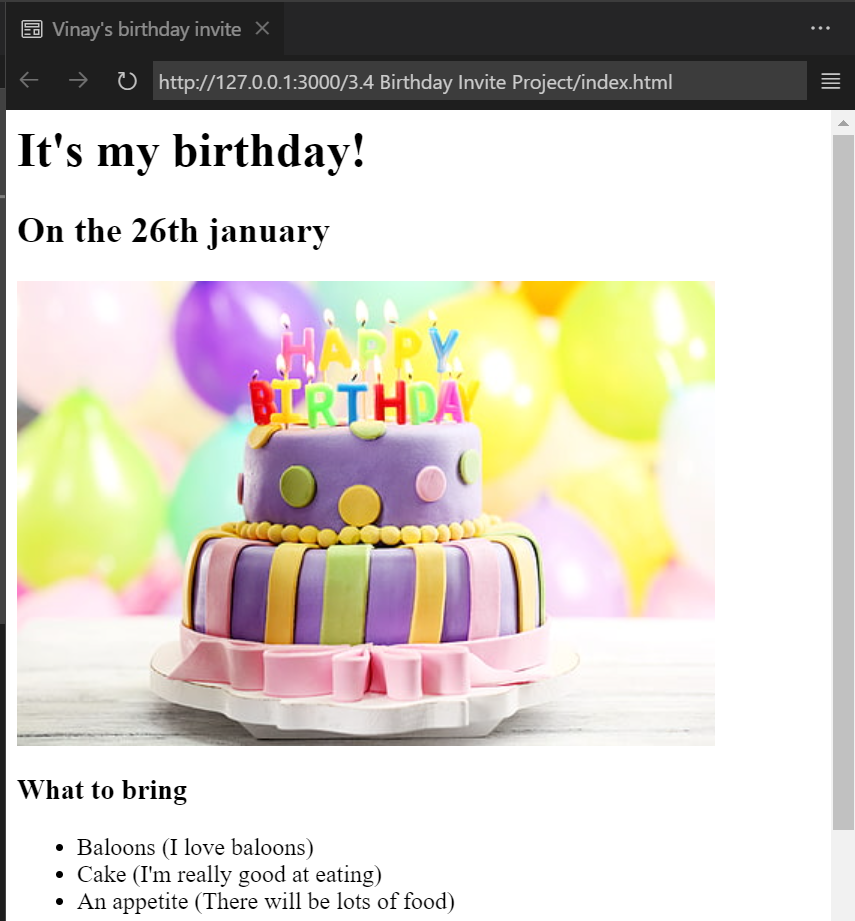 Vinay's birthday invite
http://127.0.0.1:3000/3.4 Birthday Invite Project/index.html
It's my birthday!
On the 26th january
HAPPY
BIRTHDAY
What to bring
Baloons (I love baloons)
Cake (I'm really good at eating)
An appetite (There will be lots of food)